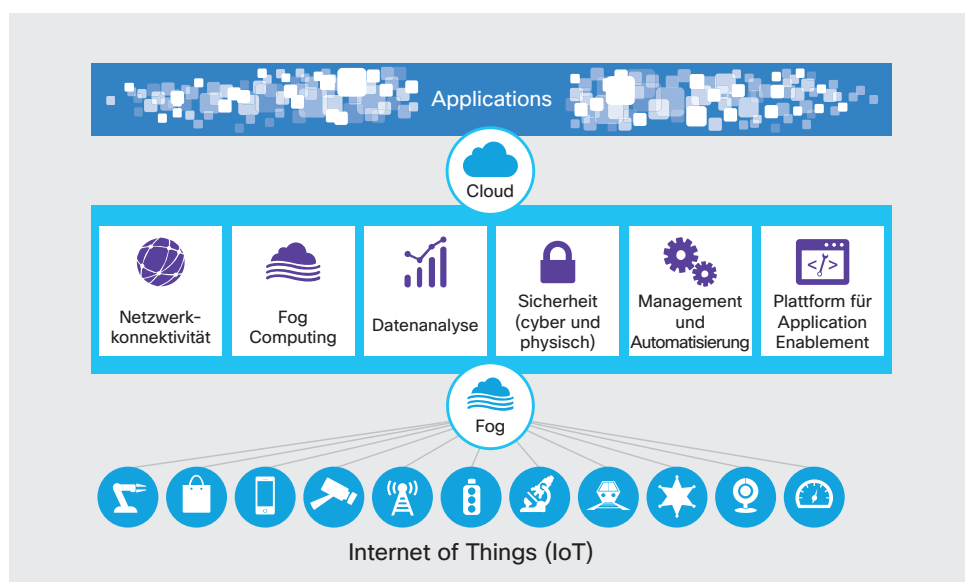 Applications
Cloud
Netzwerk-
konnektivität
Fog
Computing
Datenanalyse
Sicherheit
(cyber und
physisch)
Management
und
Automatisierung
Plattform für
Application
Enablement
</>
Fog
Internet of Things (IoT)